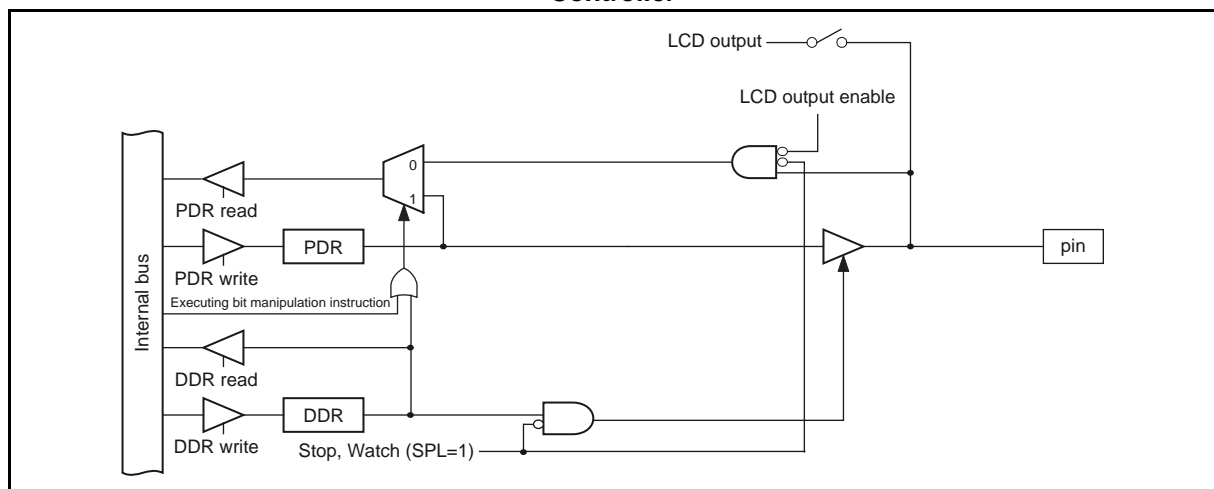 Controller
LCD output
LCD output enable
0
1
PDR read
PDR
pin
PDR write
Executing bit manipulation instruction
Internal bus
DDR read
DDR
DDR write
Stop, Watch (SPL=1)